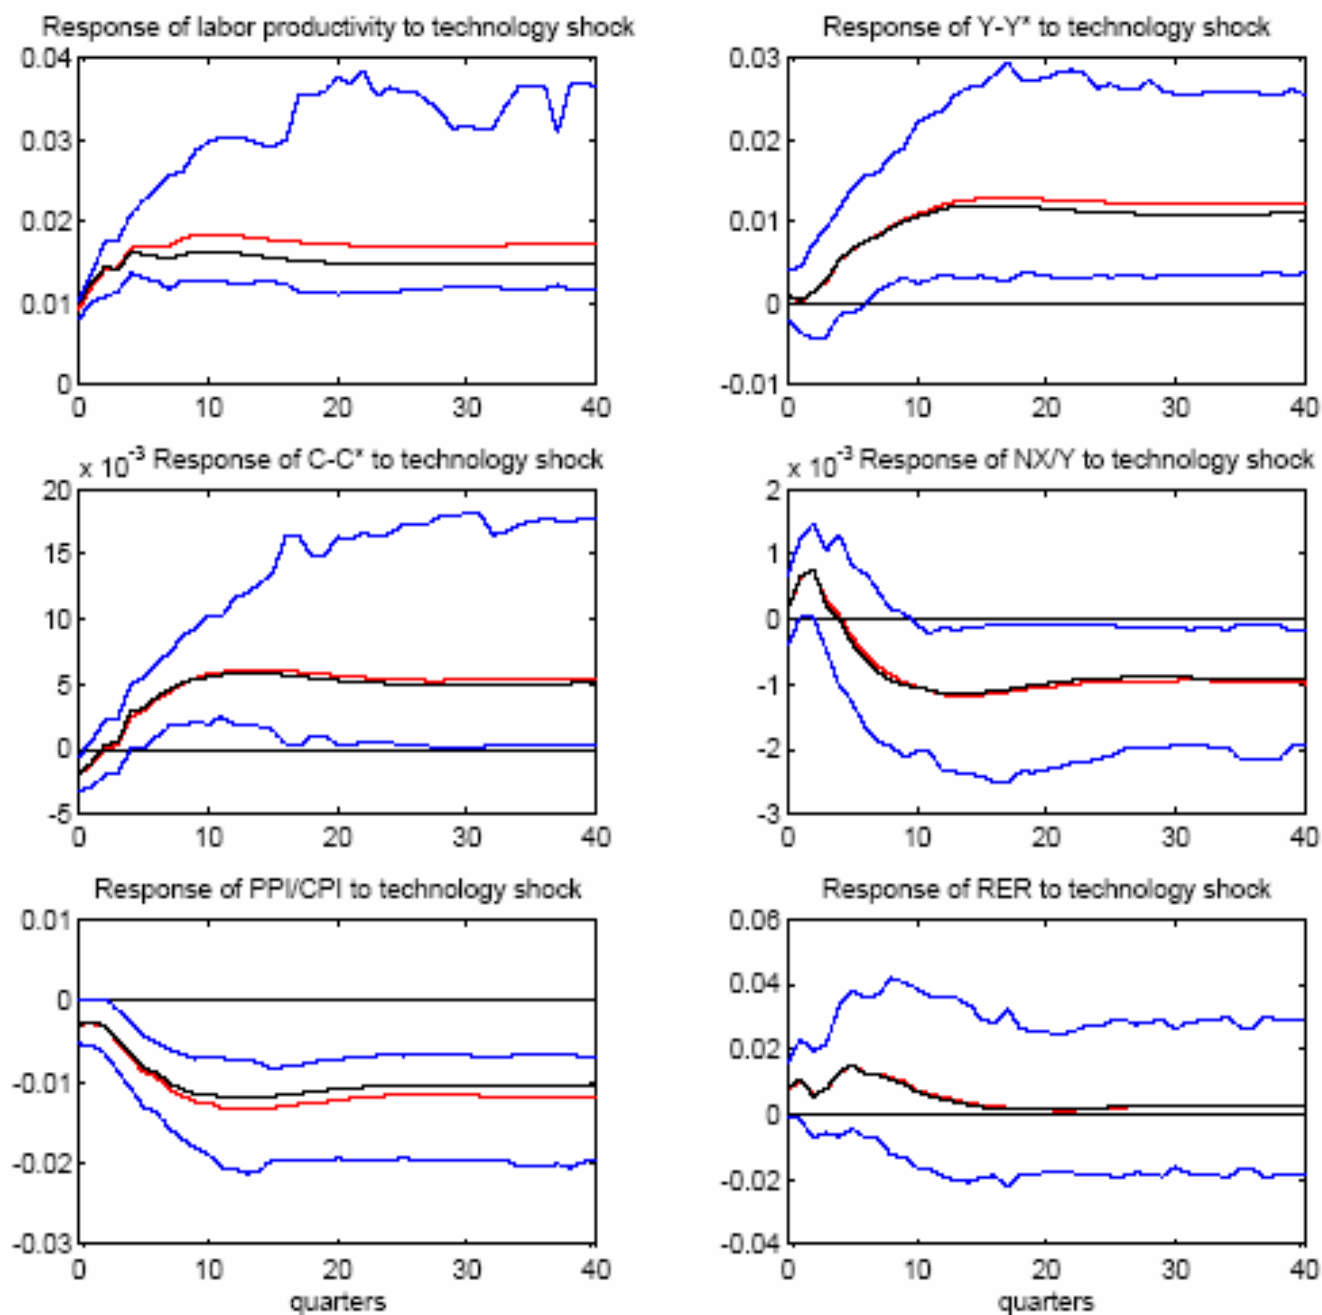 Response of labor productivity to technology shock
0.04
0.03
0.02
0.01
0
0 10 20 30 40
Response of Y-Y* to technology shock
0.03
0.02
0.01
0
-0.01
0 10 20 30 40
x 10-3 Response of C-C* to technology shock
20
15
10
5
0
-5
0 10 20 30 40
x 10-3 Response of NX/Y to technology shock
2
1
0
-1
-2
-3
0 10 20 30 40
Response of PPI/CPI to technology shock
0.01
0
-0.01
-0.02
-0.03
0 10 20 30 40
quarters
Response of RER to technology shock
0.06
0.04
0.02
0
-0.02
-0.04
0 10 20 30 40
quarters